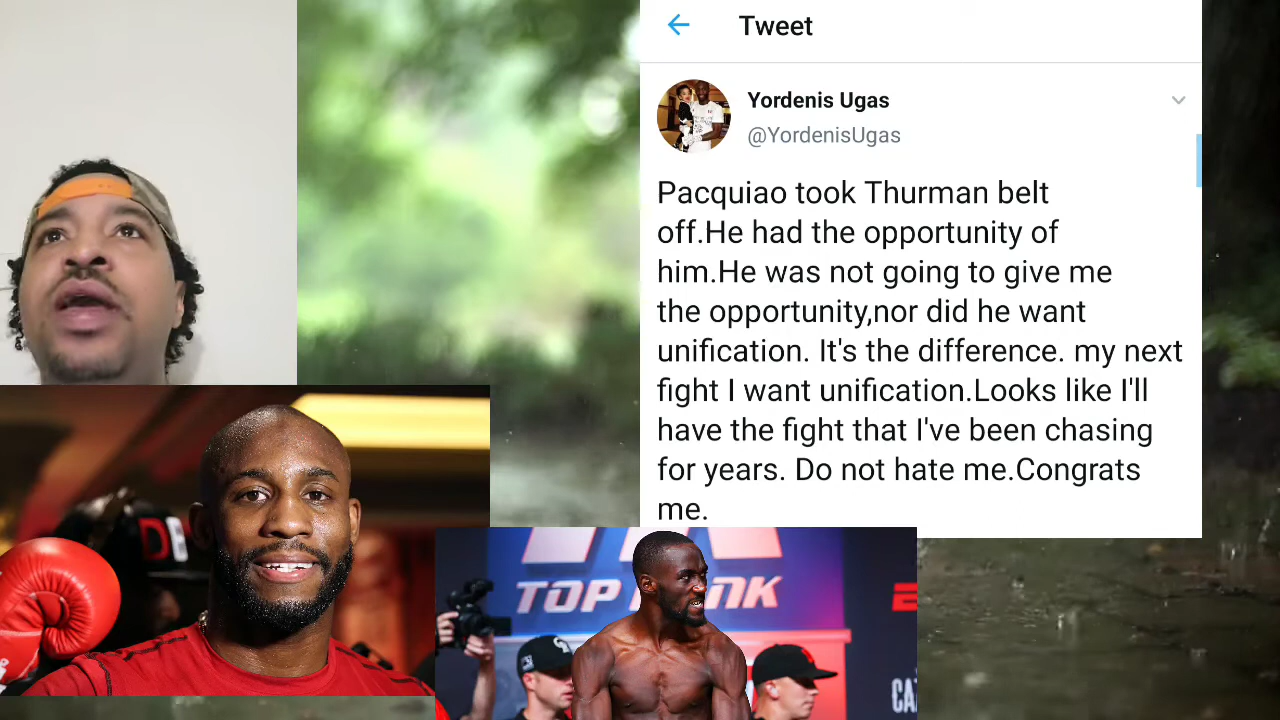 Tweet
Yordenis Ugas
@YordenisUgas
Pacquiao took Thurman belt
off.He had the opportunity of
him.He was not going to give me
the opportunity,nor did he want
unification. It's the difference. my next
fight I want unification.Looks like I'll
have the fight that I've been chasing
for years. Do not hate me.Congrats
me.
TOP